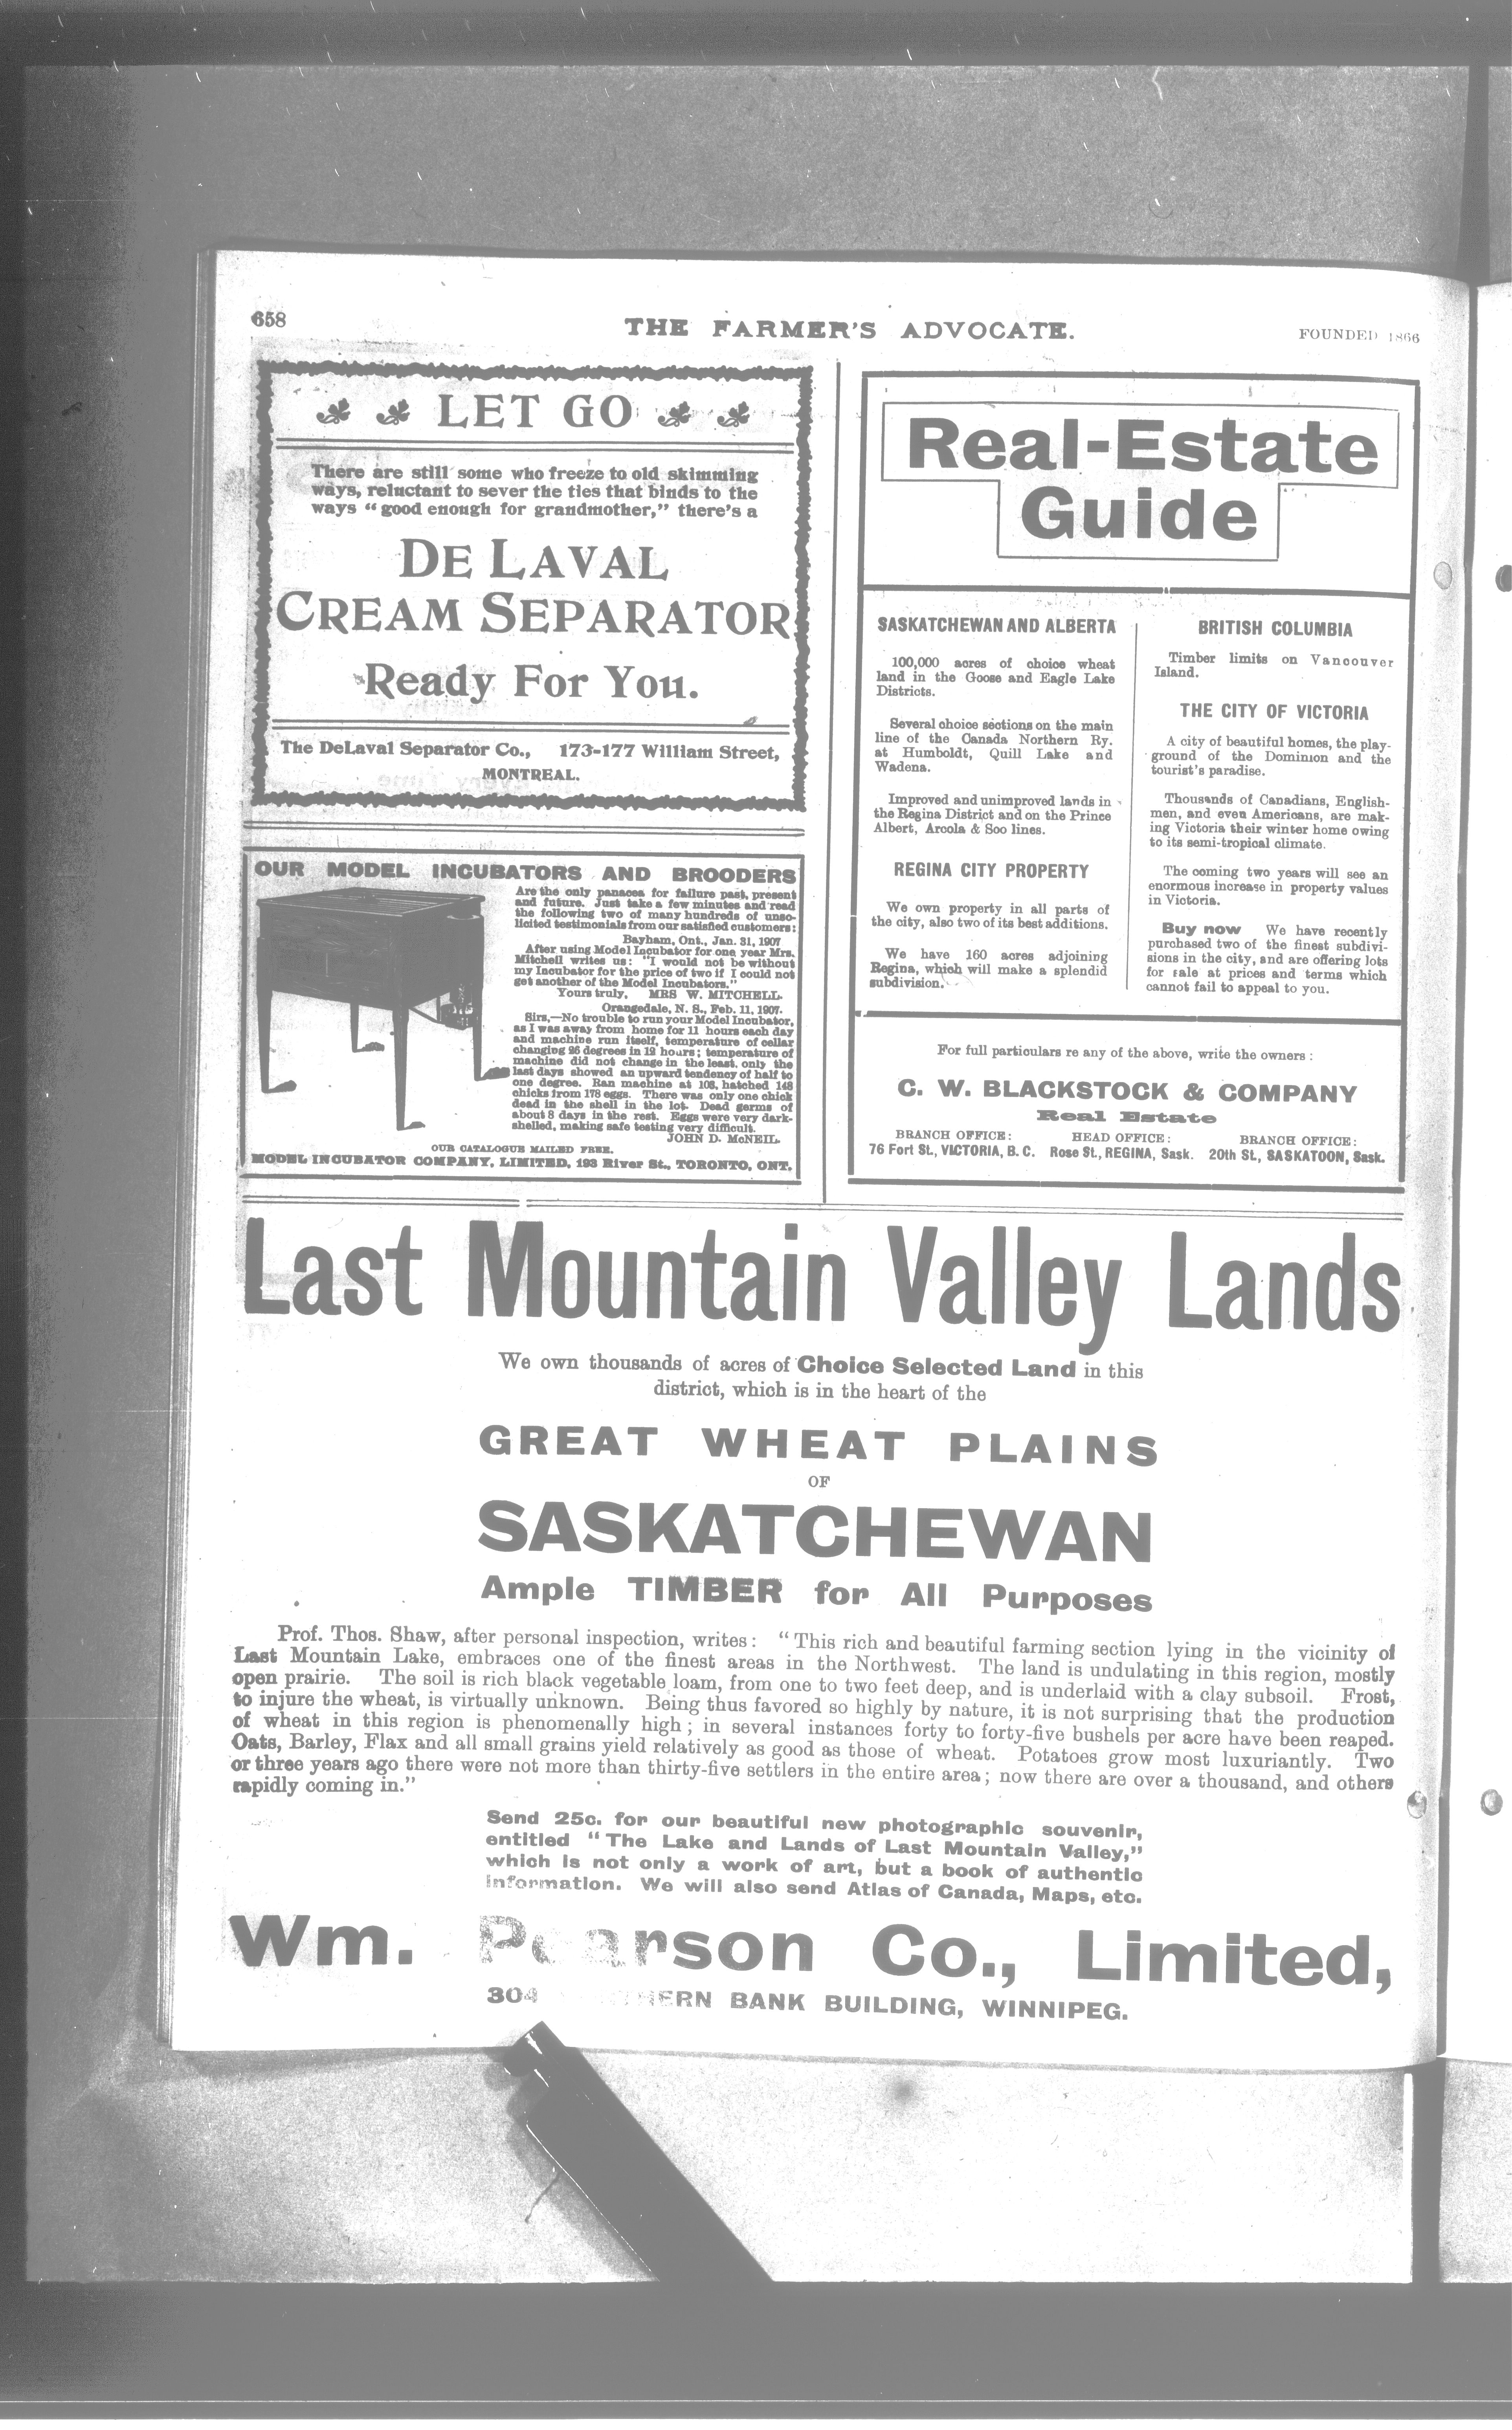 658
THE FARMER'S ADVOCATE.
FOUNDED 1866
LET GO
There are still some who freeze to old skimming
ways, reluctant to sever the ties that binds to the
ways "good enough for grandmother," there's a
DE LAVAL
CREAM SEPARATOR
Ready For You.
The DeLaval Separator Co., 173-177 William Street,
MONTREAL.
OUR MODEL INCUBATORS AND BROODERS
Are the only panacea for failure past, present
and future. Just take a few minutes and read
the following two of many hundreds of unso-
licited testimonials from our satisfied customers:
Bayham, Ont., Jan. 31, 1907
After using Model Incubator for one year Mrs.
Mitchell writes us: "I would not be without
my Incubator for the price of two if I could not
get another of the Model Incubators."
Yours truly, MRS W. MITCHELL.
Orangedale, N. S., Feb. 11, 1907.
Sirs,—No trouble to run your Model Incubator,
as I was away from home for 11 hours each day
and machine run itself, temperature of cellar
changing 26 degrees in 12 hours; temperature of
machine did not change in the least, only the
last days showed an upward tendency of half to
one degree. Ran machine at 103, hatched 148
chicks from 178 eggs. There was only one chick
dead in the shell in the lot. Dead germs of
about 8 days in the rest. Eggs were very dark-
shelled, making safe testing very difficult.
JOHN D. McNEIL.
OUR CATALOGUE MAILED FREE.
MODEL INCUBATOR COMPANY, LIMITED, 193 River St., TORONTO, ONT.
Real-Estate
Guide
SASKATCHEWAN AND ALBERTA
100,000 acres of choice wheat
land in the Goose and Eagle Lake
Districts.
Several choice sections on the main
line of the Canada Northern Ry.
at Humboldt, Quill Lake and
Wadena.
Improved and unimproved lands in
the Regina District and on the Prince
Albert, Arcola & Soo lines.
REGINA CITY PROPERTY
We own property in all parts of
the city, also two of its best additions.
We have 160 acres adjoining
Regina, which will make a splendid
subdivision.
BRITISH COLUMBIA
Timber limits on Vancouver
Island.
THE CITY OF VICTORIA
A city of beautiful homes, the play-
ground of the Dominion and the
tourist's paradise.
Thousands of Canadians, English-
men, and even Americans, are mak-
ing Victoria their winter home owing
to its semi-tropical climate.
The coming two years will see an
enormous increase in property values
in Victoria.
Buy now We have recently
purchased two of the finest subdivi-
sions in the city, and are offering lots
for sale at prices and terms which
cannot fail to appeal to you.
For full particulars re any of the above, write the owners:
C. W. BLACKSTOCK & COMPANY
Real Estate
BRANCH OFFICE: HEAD OFFICE: BRANCH OFFICE:
76 Fort St., VICTORIA, B. C. Rose St., REGINA, Sask. 20th St., SASKATOON, Sask.
Last Mountain Valley Lands
We own thousands of acres of Choice Selected Land in this
district, which is in the heart of the
GREAT WHEAT PLAINS
OF
SASKATCHEWAN
Ample TIMBER for All Purposes
Prof. Thos. Shaw, after personal inspection, writes: "This rich and beautiful farming section lying in the vicinity of
Last Mountain Lake, embraces one of the finest areas in the Northwest. The land is undulating in this region, mostly
open prairie. The soil is rich black vegetable loam, from one to two feet deep, and is underlaid with a clay subsoil. Frost,
to injure the wheat, is virtually unknown. Being thus favored so highly by nature, it is not surprising that the production
of wheat in this region is phenomenally high; in several instances forty to forty-five bushels per acre have been reaped.
Oats, Barley, Flax and all small grains yield relatively as good as those of wheat. Potatoes grow most luxuriantly. Two
or three years ago there were not more than thirty-five settlers in the entire area; now there are over a thousand, and others
rapidly coming in."
Send 25c. for our beautiful new photographic souvenir,
entitled "The Lake and Lands of Last Mountain Valley,"
which is not only a work of art, but a book of authentic
information. We will also send Atlas of Canada, Maps, etc.
Wm. Pearson Co., Limited,
304 BANK BUILDING, WINNIPEG.